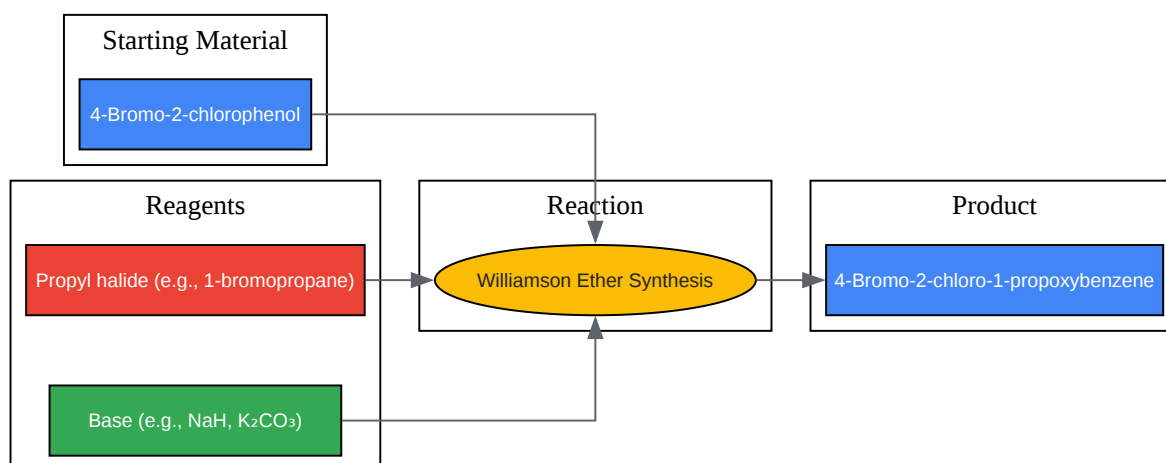 Starting Material
4-Bromo-2-chlorophenol
Reagents
Propyl halide (e.g., 1-bromopropane)
Base (e.g., NaH, K₂CO₃)
Reaction
Williamson Ether Synthesis
Product
4-Bromo-2-chloro-1-propoxybenzene